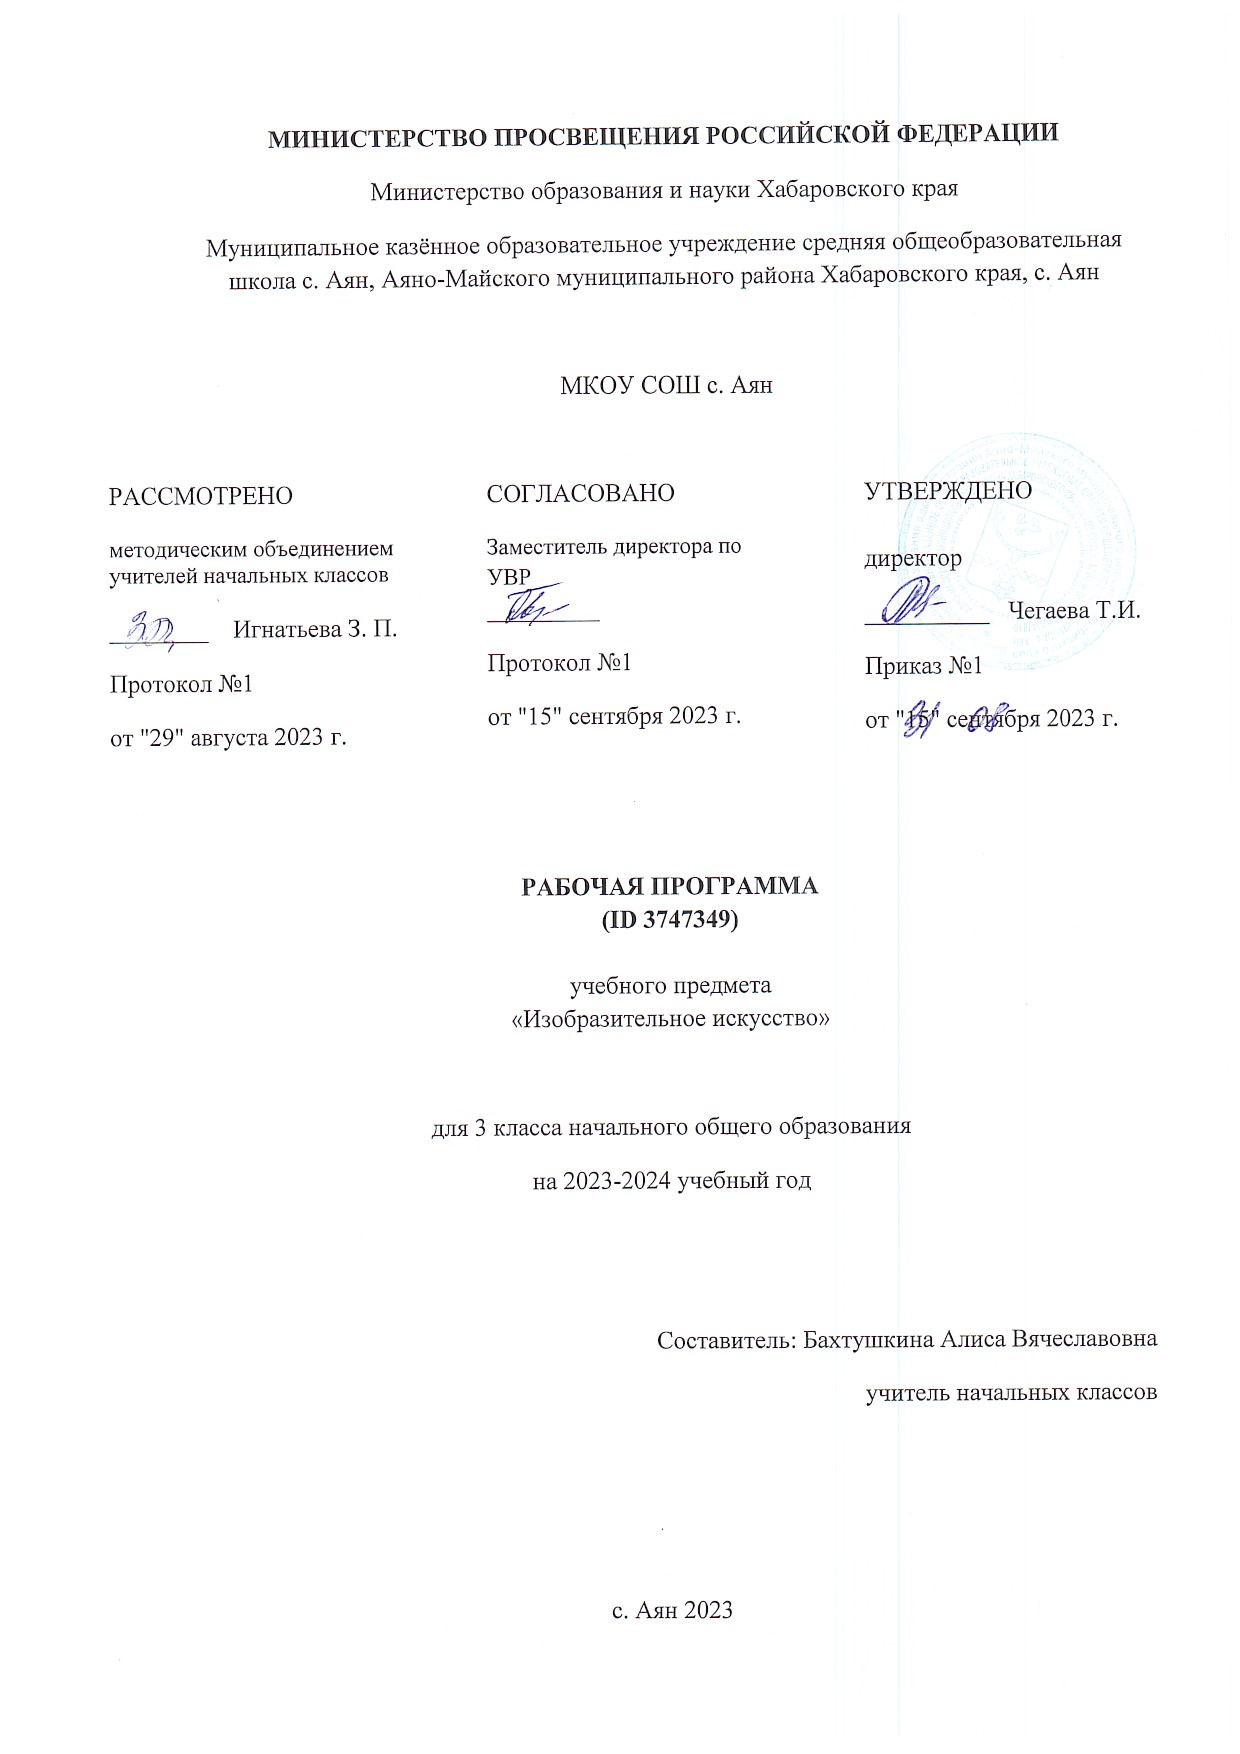 МИНИСТЕРСТВО ПРОСВЕЩЕНИЯ РОССИЙСКОЙ ФЕДЕРАЦИИ
Министерство образования и науки Хабаровского края
Муниципальное казённое образовательное учреждение средняя общеобразовательная
школа с. Аян, Аяно-Майского муниципального района Хабаровского края, с. Аян
МКОУ СОШ с. Аян
РАССМОТРЕНО
методическим объединением
учителей начальных классов
Игнатьева З. П.
Протокол №1
от "29" августа 2023 г.
СОГЛАСОВАНО
Заместитель директора по
УВР
Протокол №1
от "15" сентября 2023 г.
УТВЕРЖДЕНО
директор
Чегаева Т.И.
Приказ №1
от "15" сентября 2023 г.
31 08
РАБОЧАЯ ПРОГРАММА
(ID 3747349)
учебного предмета
«Изобразительное искусство»
для 3 класса начального общего образования
на 2023-2024 учебный год
Составитель: Бахтушкина Алиса Вячеславовна
учитель начальных классов
с. Аян 2023